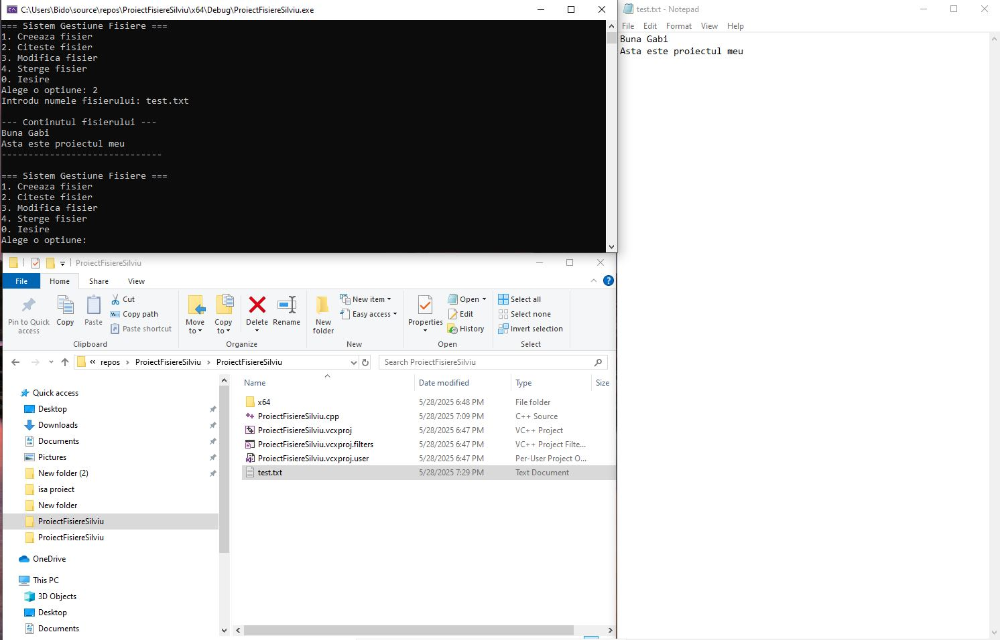 C:\Users\Bido\source\repos\ProiectFisiereSilviu\x64\Debug\ProiectFisiereSilviu.exe
=== Sistem Gestiune Fisiere ===
1. Creeaza fisier
2. Citeste fisier
3. Modifica fisier
4. Sterge fisier
0. Iesire
Alege o optiune: 2
Introdu numele fisierului: test.txt
--- Continutul fisierului ---
Buna Gabi
Asta este proiectul meu
------------------------------
=== Sistem Gestiune Fisiere ===
1. Creeaza fisier
2. Citeste fisier
3. Modifica fisier
4. Sterge fisier
0. Iesire
Alege o optiune:
test.txt - Notepad
File Edit Format View Help
Buna Gabi
Asta este proiectul meu
ProiectFisiereSilviu
File Home Share View
Pin to Quick access
Copy
Paste
Cut
Copy path
Paste shortcut
Clipboard
Move to
Copy to
Delete
Rename
Organize
New folder
New item
Easy access
New
Properties
Open
Edit
History
Open
Select all
Select none
Invert selection
Select
« repos › ProiectFisiereSilviu › ProiectFisiereSilviu
Search ProiectFisiereSilviu
Quick access
Desktop
Downloads
Documents
Pictures
New folder (2)
isa proiect
New folder
ProiectFisiereSilviu
ProiectFisiereSilviu
OneDrive
This PC
3D Objects
Desktop
Documents
Name Date modified Type Size
x64 5/28/2025 6:48 PM File folder
ProiectFisiereSilviu.cpp 5/28/2025 7:09 PM C++ Source
ProiectFisiereSilviu.vcxproj 5/28/2025 6:47 PM VC++ Project
ProiectFisiereSilviu.vcxproj.filters 5/28/2025 6:47 PM VC++ Project Filte...
ProiectFisiereSilviu.vcxproj.user 5/28/2025 6:47 PM Per-User Project O...
test.txt 5/28/2025 7:29 PM Text Document